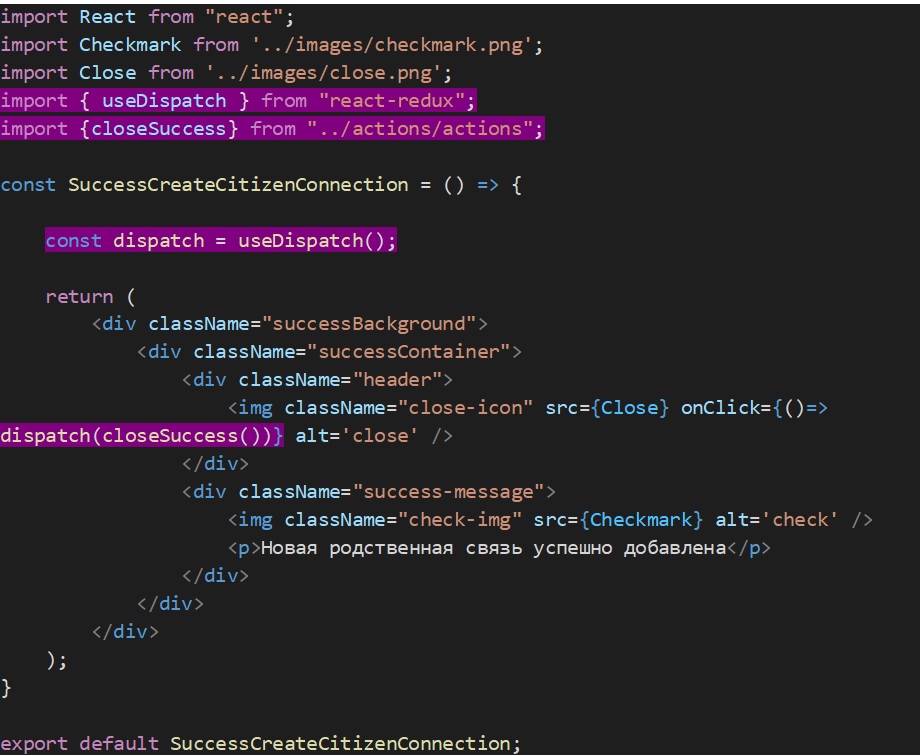 import React from "react";
import Checkmark from '../images/checkmark.png';
import Close from '../images/close.png';
import { useDispatch } from "react-redux";
import {closeSuccess} from "../actions/actions";
const SuccessCreateCitizenConnection = () => {
const dispatch = useDispatch();
return (
<div className="successBackground">
<div className="successContainer">
<div className="header">
<img className="close-icon" src={Close} onClick={()=>
dispatch(closeSuccess())} alt='close' />
</div>
<div className="success-message">
<img className="check-img" src={Checkmark} alt='check' />
<p>Новая родственная связь успешно добавлена</p>
</div>
</div>
</div>
);
}
export default SuccessCreateCitizenConnection;